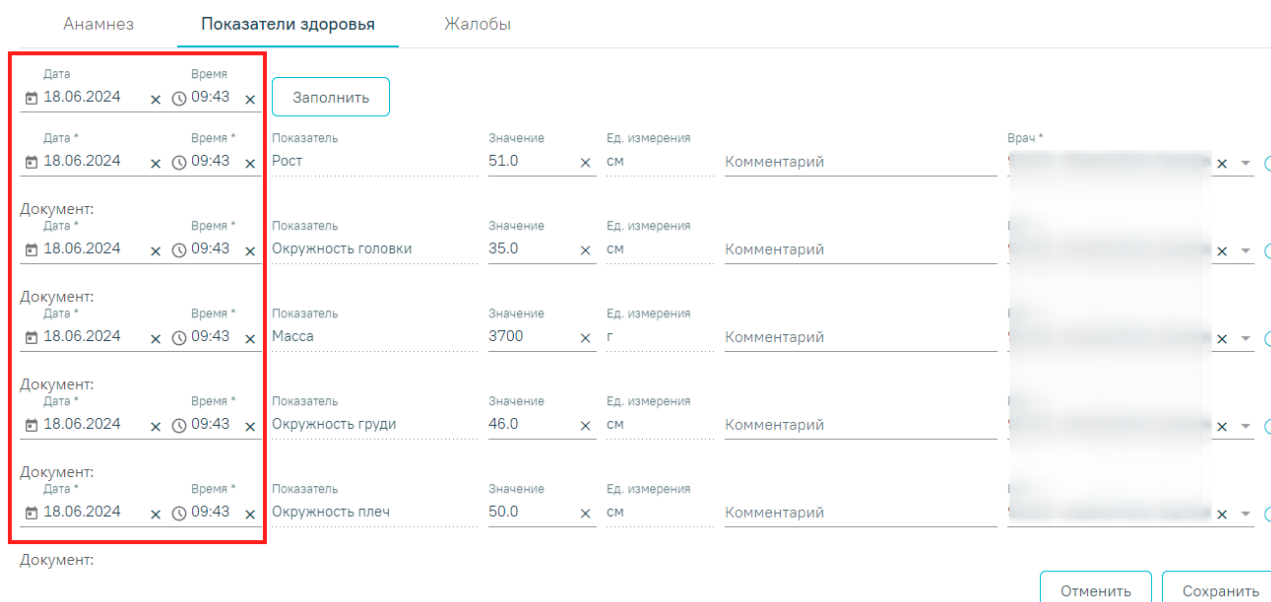 Анамнез Показатели здоровья Жалобы
Дата Время
18.06.2024 09:43 Заполнить
Дата * Время * Показатель Значение Ед. измерения Врач *
18.06.2024 09:43 Рост 51.0 см Комментарий
Документ:
Дата * Время * Показатель Значение Ед. измерения
18.06.2024 09:43 Окружность головки 35.0 см Комментарий
Документ:
Дата * Время * Показатель Значение Ед. измерения
18.06.2024 09:43 Масса 3700 г Комментарий
Документ:
Дата * Время * Показатель Значение Ед. измерения
18.06.2024 09:43 Окружность груди 46.0 см Комментарий
Документ:
Дата * Время * Показатель Значение Ед. измерения
18.06.2024 09:43 Окружность плеч 50.0 см Комментарий
Документ:
Отменить Сохранить